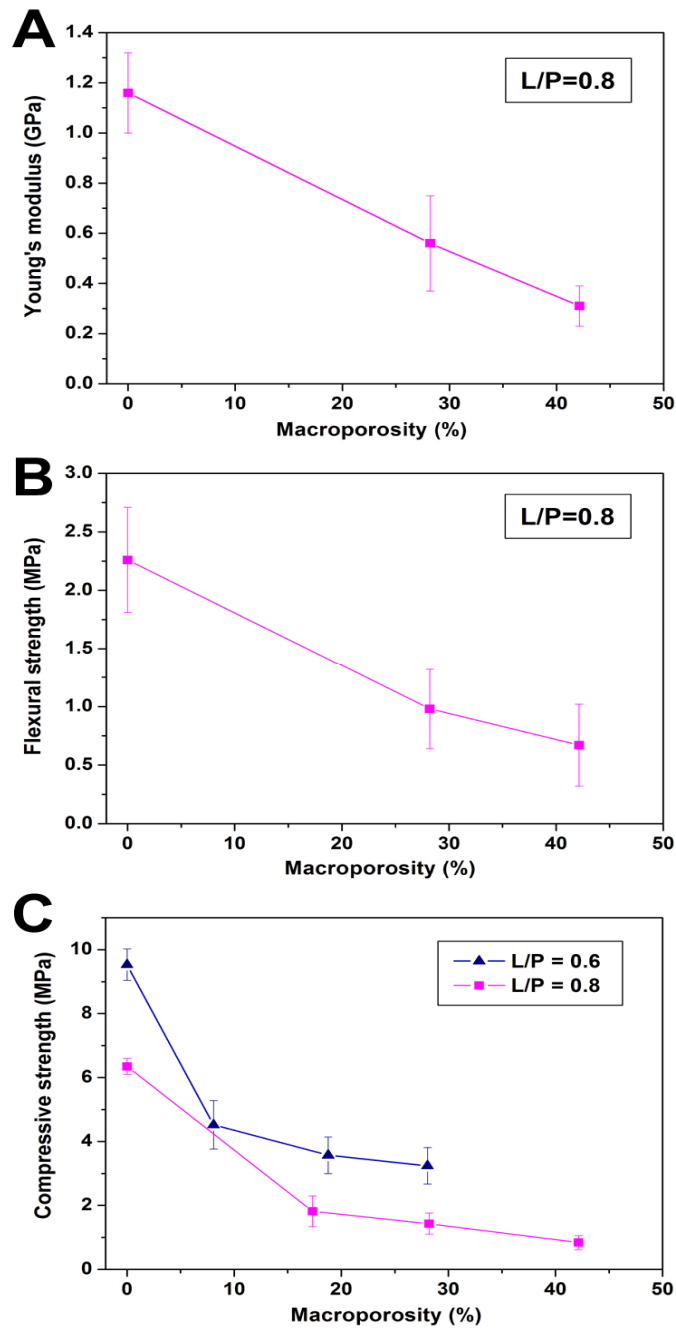 A
L/P=0.8
Young's modulus (GPa)
1.4
1.2
1.0
0.8
0.6
0.4
0.2
0.0
0 10 20 30 40 50
Macroporosity (%)
B
L/P=0.8
Flexural strength (MPa)
3.0
2.5
2.0
1.5
1.0
0.5
0.0
0 10 20 30 40 50
Macroporosity (%)
C
L/P = 0.6
L/P = 0.8
Compressive strength (MPa)
10
8
6
4
2
0
0 10 20 30 40 50
Macroporosity (%)